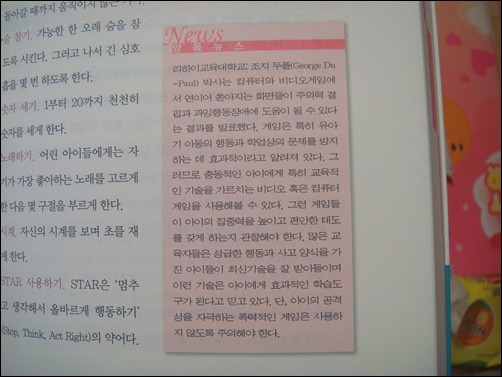 돌아갈 때까지 움직이지 않는
숨 참기. 가능한 한 오래 숨을 참
도록 시킨다. 그러고 나서 긴 심호
흡을 몇 번 하도록 한다.
숫자 세기. 1부터 20까지 천천히
숫자를 세게 한다.
노래하기. 어린 아이들에게는 자
기가 가장 좋아하는 노래를 고르게
한 다음 몇 구절을 부르게 한다.
시계. 자신의 시계를 보며 초를 재
게 한다.
STAR 사용하기. STAR은 '멈추
고 생각해서 올바르게 행동하기'
(Stop, Think, Act Right)의 약어다.
News
양육뉴스
리하이교육대학교: 조지 두폴(George Du
-Paul) 박사는 컴퓨터와 비디오게임에
서 연이어 쏟아지는 화면들이 주의력 결
핍과 과잉행동장애에 도움이 될 수 있다
는 결과를 발표했다. 게임은 특히 유아
기 아동의 행동과 학업상의 문제를 방지
하는 데 효과적이라고 알려져 있다. 그
러므로 충동적인 아이에게 특히 교육적
인 기술을 가르치는 비디오 혹은 컴퓨터
게임을 사용해볼 수 있다. 그런 게임들
이 아이의 집중력을 높이고 편안한 태도
를 갖게 하는지 관찰해야 한다. 많은 교
육자들은 성급한 행동과 사고 양식을 가
진 아이들이 최신기술을 잘 받아들이며
이런 기술은 아이에게 효과적인 학습도
구가 된다고 믿고 있다. 단, 아이의 공격
성을 자극하는 폭력적인 게임은 사용하
지 않도록 주의해야 한다.